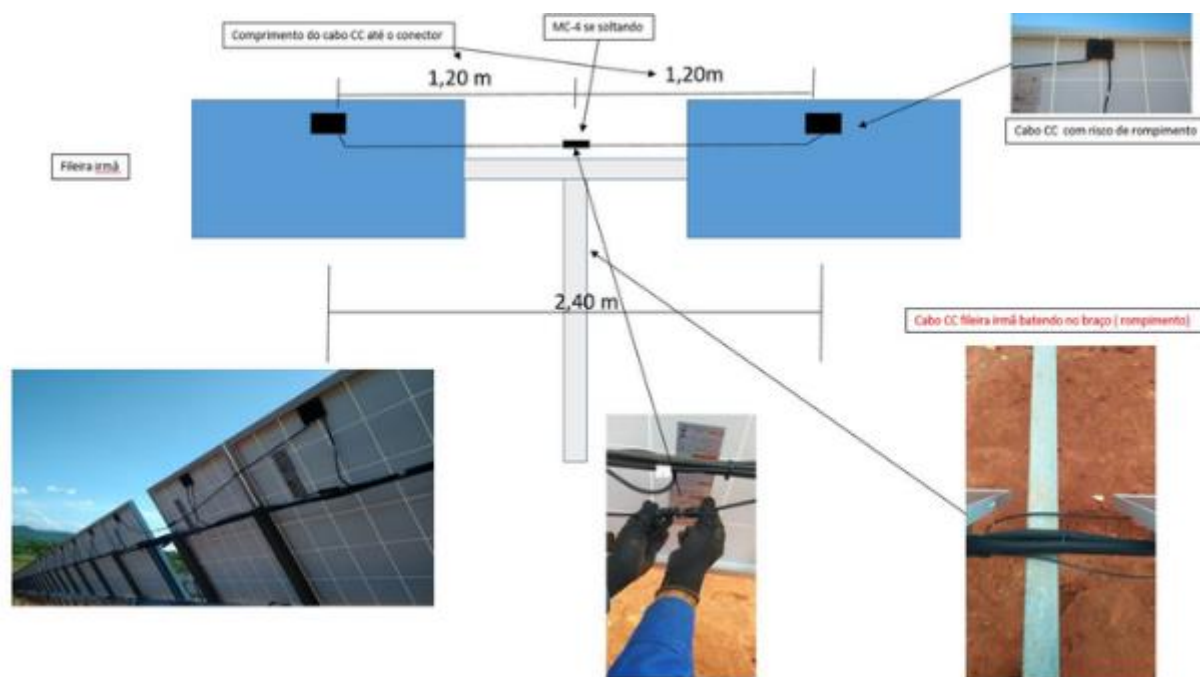 Comprimento do cabo CC até o conector
MC-4 se soltando
1,20 m
1,20m
Cabo CC com risco de rompimento
Fileira irmã
2,40 m
Cabo CC fileira irmã batendo no braço ( rompimento)